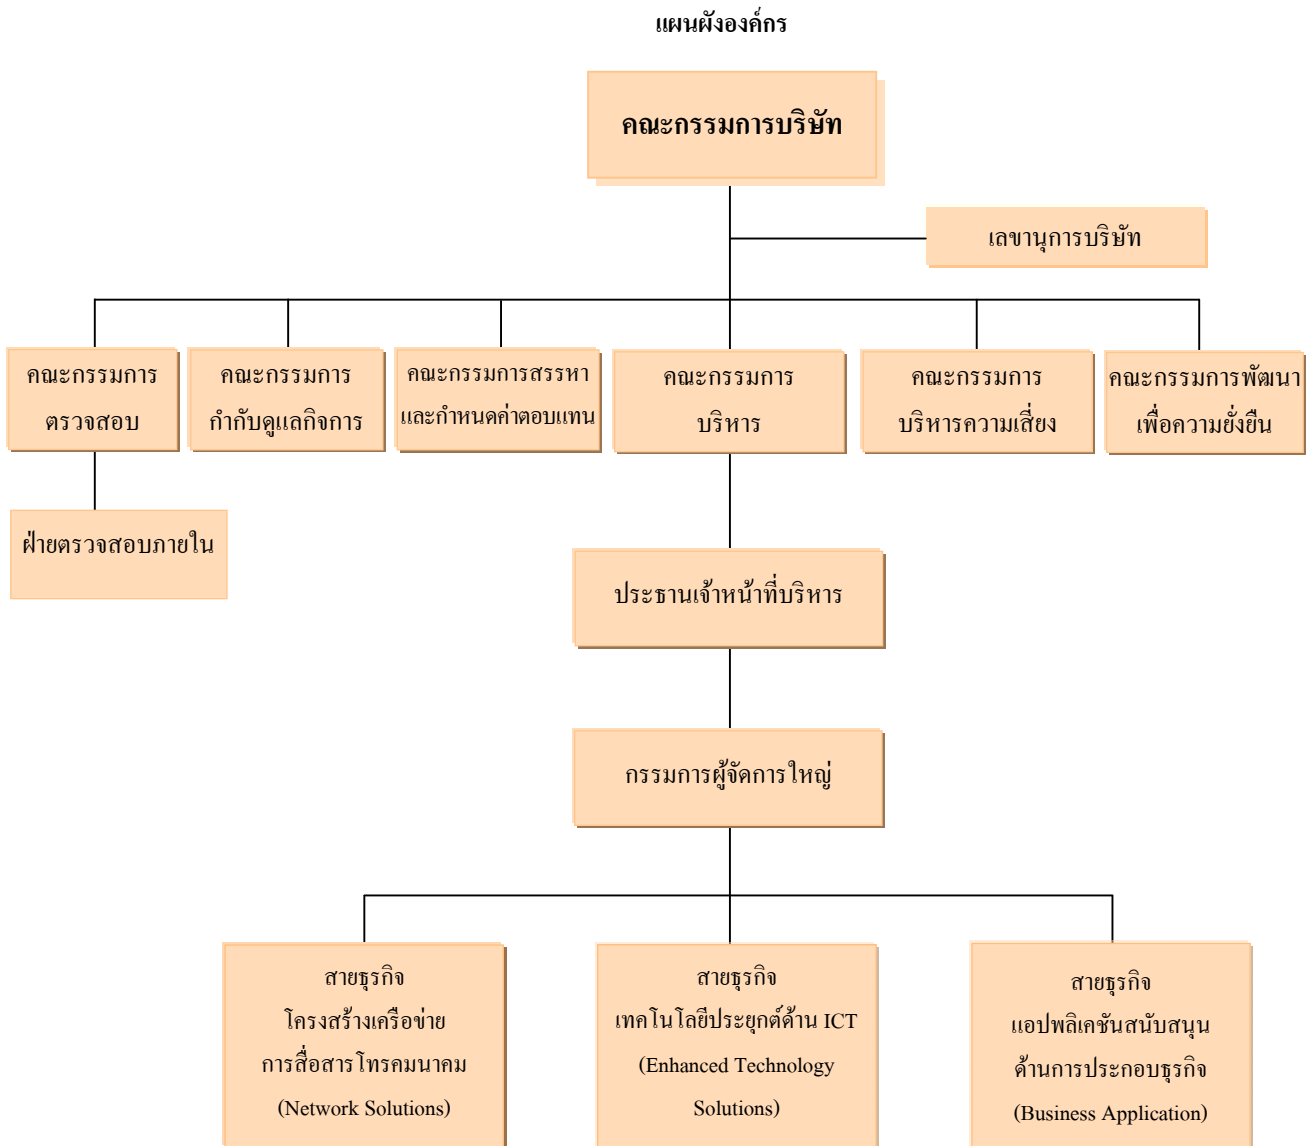 แผนผังองค์กร
คณะกรรมการบริษัท
เลขานุการบริษัท
คณะกรรมการ
ตรวจสอบ
คณะกรรมการ
กำกับดูแลกิจการ
คณะกรรมการสรรหา
และกำหนดค่าตอบแทน
คณะกรรมการ
บริหาร
คณะกรรมการ
บริหารความเสี่ยง
คณะกรรมการพัฒนา
เพื่อความยั่งยืน
ฝ่ายตรวจสอบภายใน
ประธานเจ้าหน้าที่บริหาร
กรรมการผู้จัดการใหญ่
สายธุรกิจ
โครงสร้างเครือข่าย
การสื่อสารโทรคมนาคม
(Network Solutions)
สายธุรกิจ
เทคโนโลยีประยุกต์ด้าน ICT
(Enhanced Technology
Solutions)
สายธุรกิจ
แอปพลิเคชันสนับสนุน
ด้านการประกอบธุรกิจ
(Business Application)